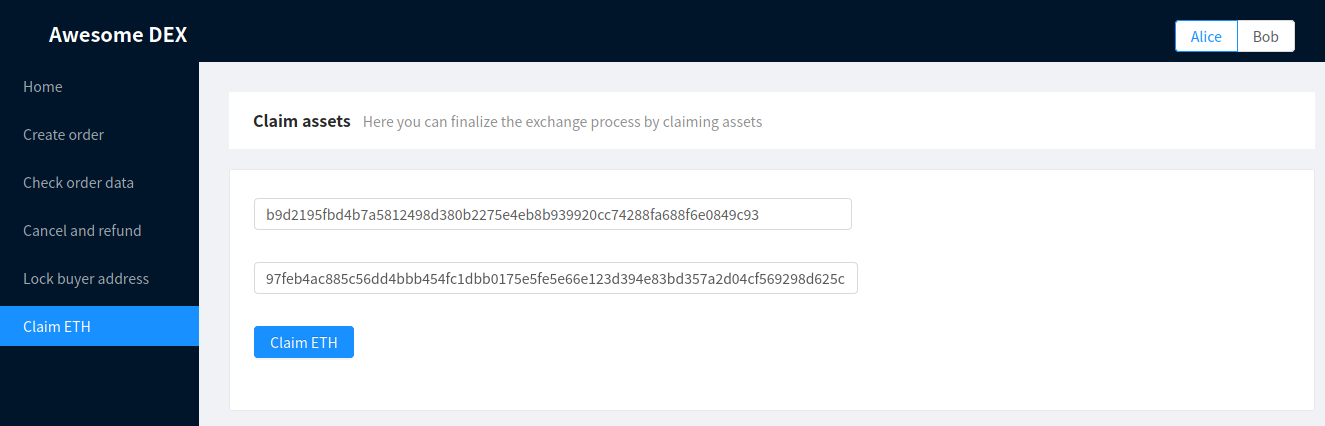 Awesome DEX
Alice
Bob
Home
Create order
Check order data
Cancel and refund
Lock buyer address
Claim ETH
Claim assets Here you can finalize the exchange process by claiming assets
b9d2195fbd4b7a5812498d380b2275e4eb8b939920cc74288fa688f6e0849c93
97feb4ac885c56dd4bbb454fc1dbb0175e5fe5e66e123d394e83bd357a2d04cf569298d625c
Claim ETH